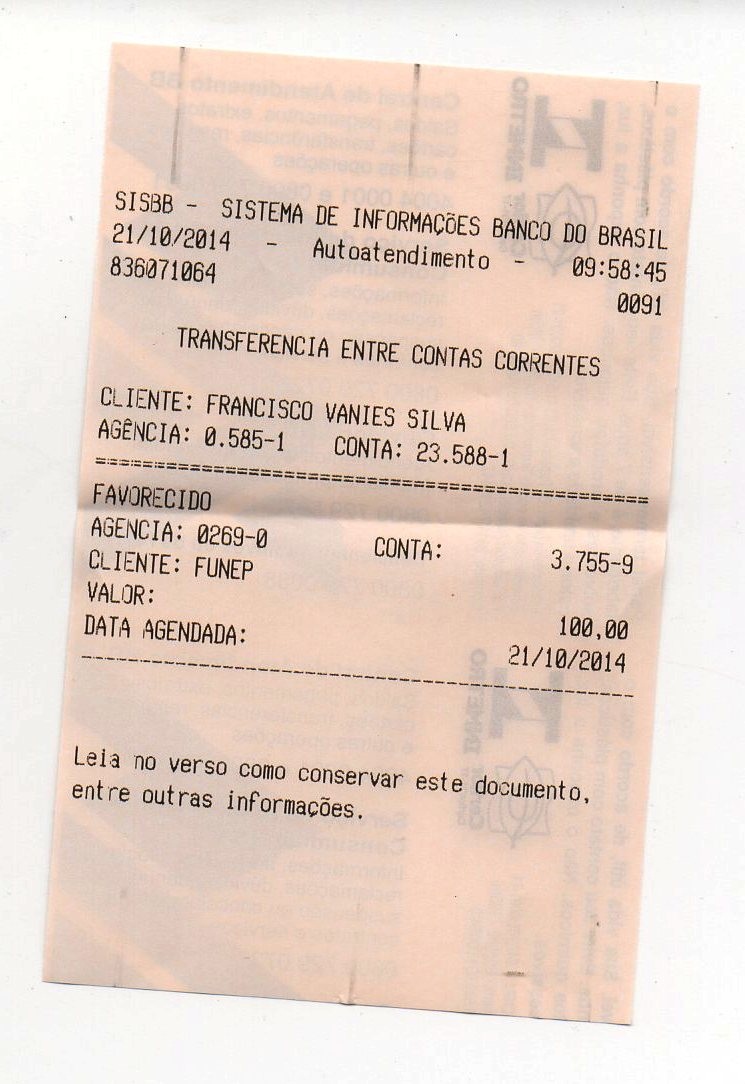 SISBB - SISTEMA DE INFORMAÇÕES BANCO DO BRASIL
21/10/2014 - Autoatendimento - 09:58:45
836071064 0091
TRANSFERENCIA ENTRE CONTAS CORRENTES
CLIENTE: FRANCISCO VANIES SILVA
AGÊNCIA: 0.585-1 CONTA: 23.588-1
================================================
FAVORECIDO
AGENCIA: 0269-0 CONTA: 3.755-9
CLIENTE: FUNEP
VALOR: 100,00
DATA AGENDADA: 21/10/2014
------------------------------------------------
Leia no verso como conservar este documento,
entre outras informações.